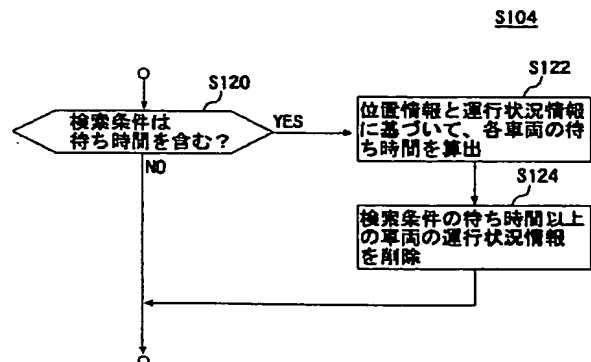 S104
S120
検索条件は
待ち時間を含む？
YES
NO
S122
位置情報と運行状況情報
に基づいて、各車両の待
ち時間を算出
S124
検索条件の待ち時間以上
の車両の運行状況情報
を削除